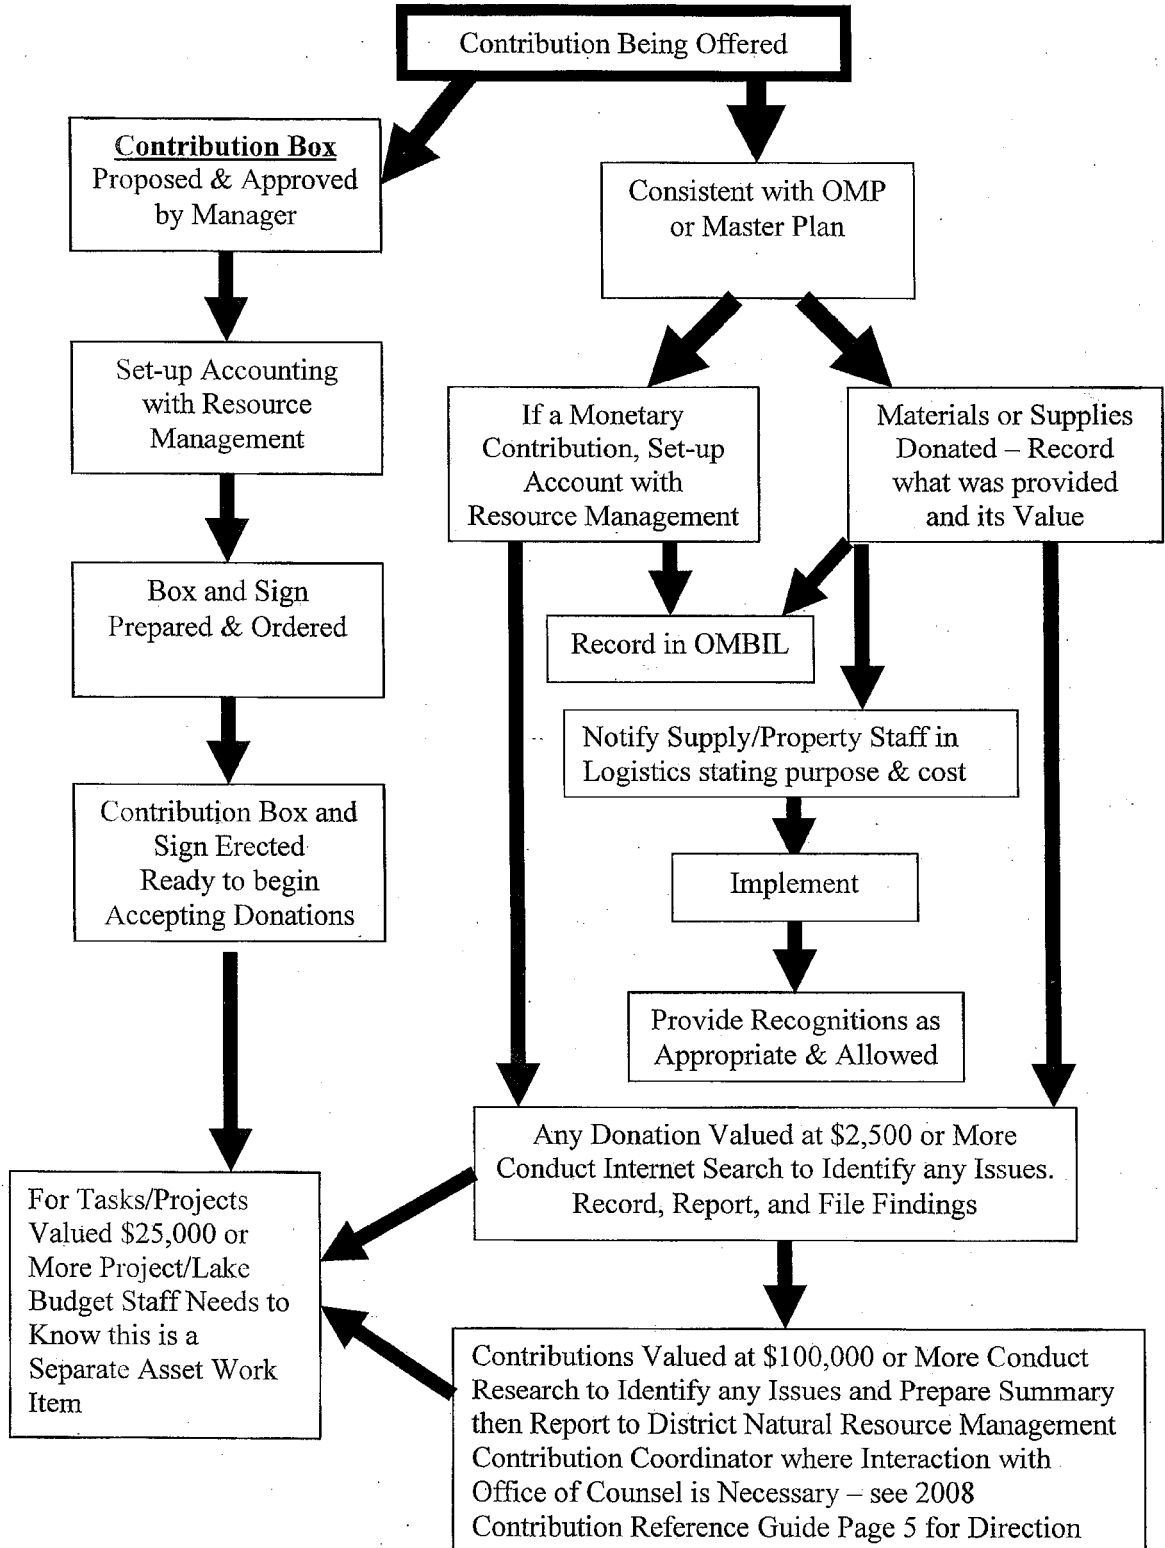 Contribution Being Offered
Contribution Box
Proposed & Approved
by Manager
Consistent with OMP
or Master Plan
Set-up Accounting
with Resource
Management
If a Monetary
Contribution, Set-up
Account with
Resource Management
Materials or Supplies
Donated – Record
what was provided
and its Value
Box and Sign
Prepared & Ordered
Record in OMBIL
Notify Supply/Property Staff in
Logistics stating purpose & cost
Contribution Box and
Sign Erected
Ready to begin
Accepting Donations
Implement
Provide Recognitions as
Appropriate & Allowed
Any Donation Valued at $2,500 or More
Conduct Internet Search to Identify any Issues.
Record, Report, and File Findings
For Tasks/Projects
Valued $25,000 or
More Project/Lake
Budget Staff Needs to
Know this is a
Separate Asset Work
Item
Contributions Valued at $100,000 or More Conduct
Research to Identify any Issues and Prepare Summary
then Report to District Natural Resource Management
Contribution Coordinator where Interaction with
Office of Counsel is Necessary – see 2008
Contribution Reference Guide Page 5 for Direction